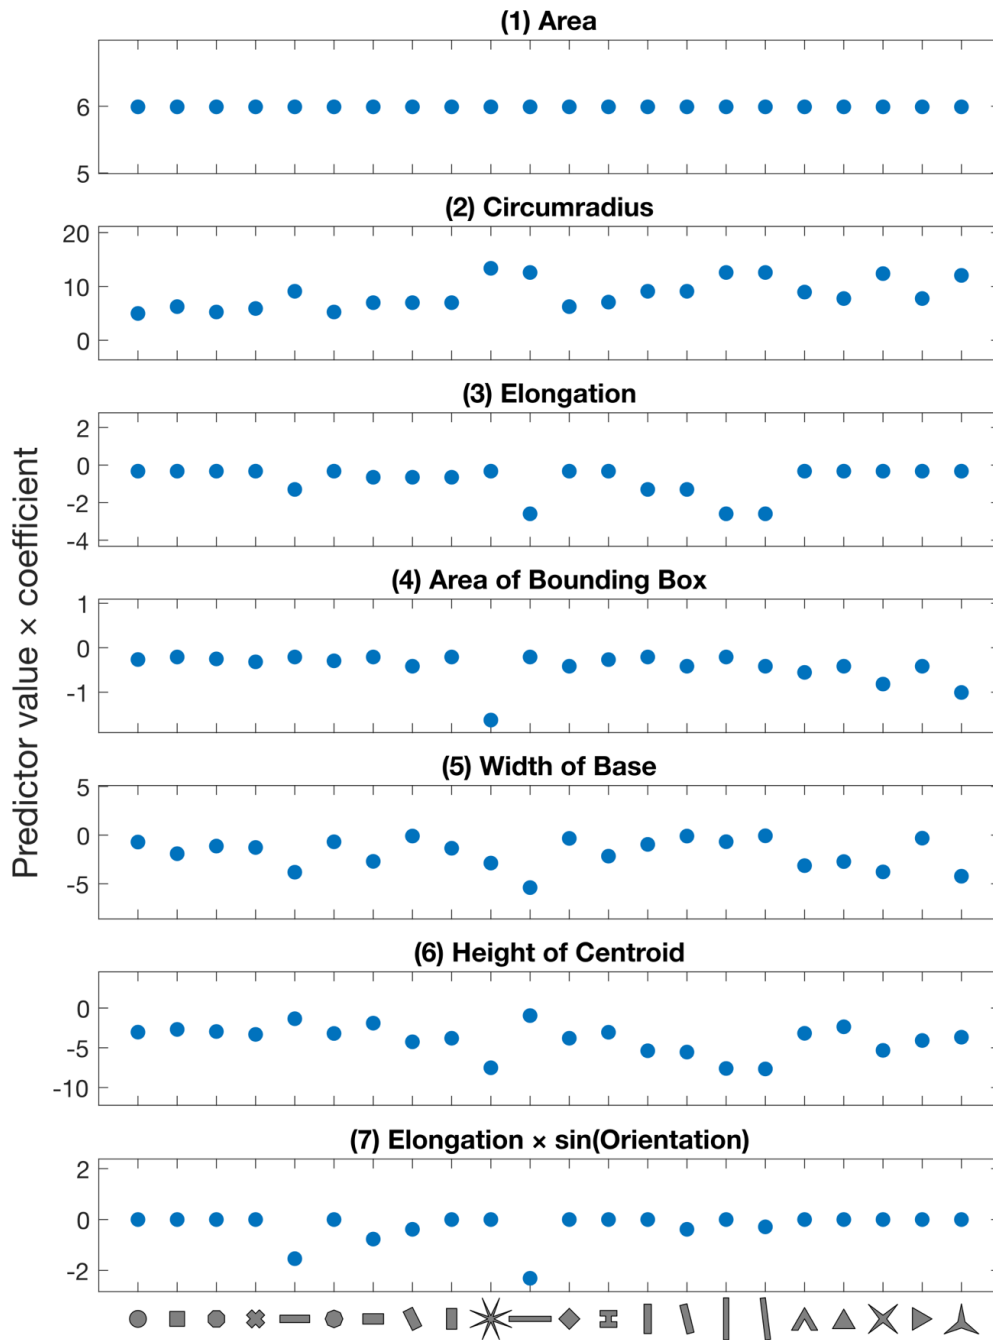 (1) Area
6
5
(2) Circumradius
20
10
0
(3) Elongation
2
0
-2
-4
(4) Area of Bounding Box
1
0
-1
(5) Width of Base
5
0
-5
(6) Height of Centroid
0
-5
-10
(7) Elongation × sin(Orientation)
2
0
-2
Predictor value × coefficient